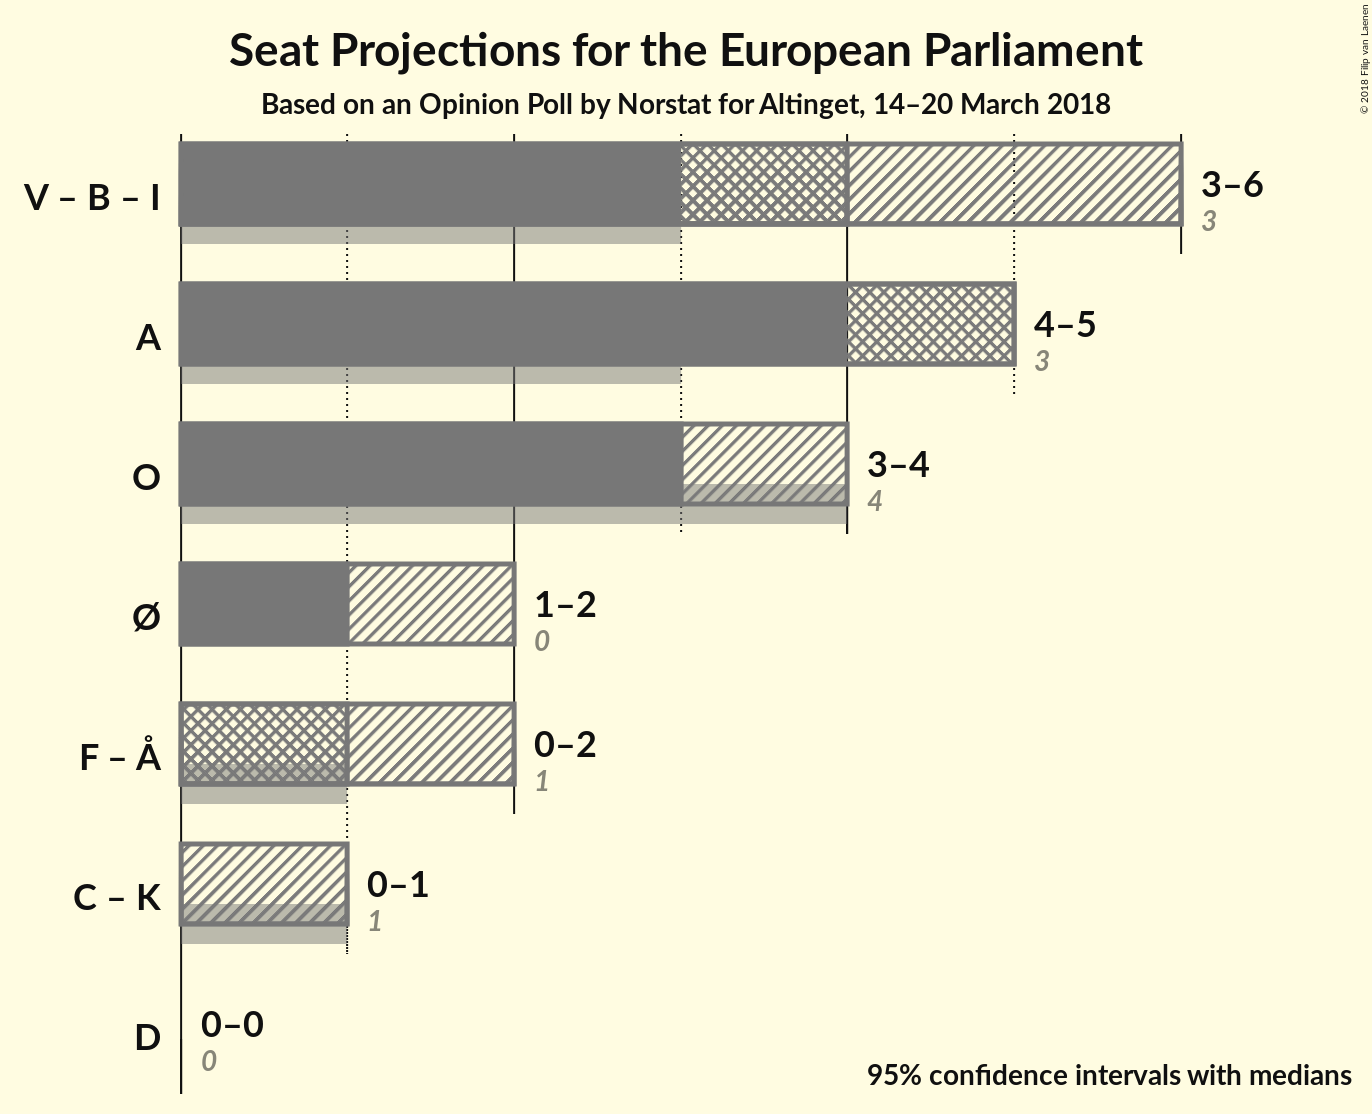 Seat Projections for the European Parliament
Based on an Opinion Poll by Norstat for Altinget, 14–20 March 2018
© 2018 Filip van Laenen
V – B – I
3–6
3
A
4–5
3
O
3–4
4
Ø
1–2
0
F – Å
0–2
1
C – K
0–1
1
D
0–0
0
95% confidence intervals with medians